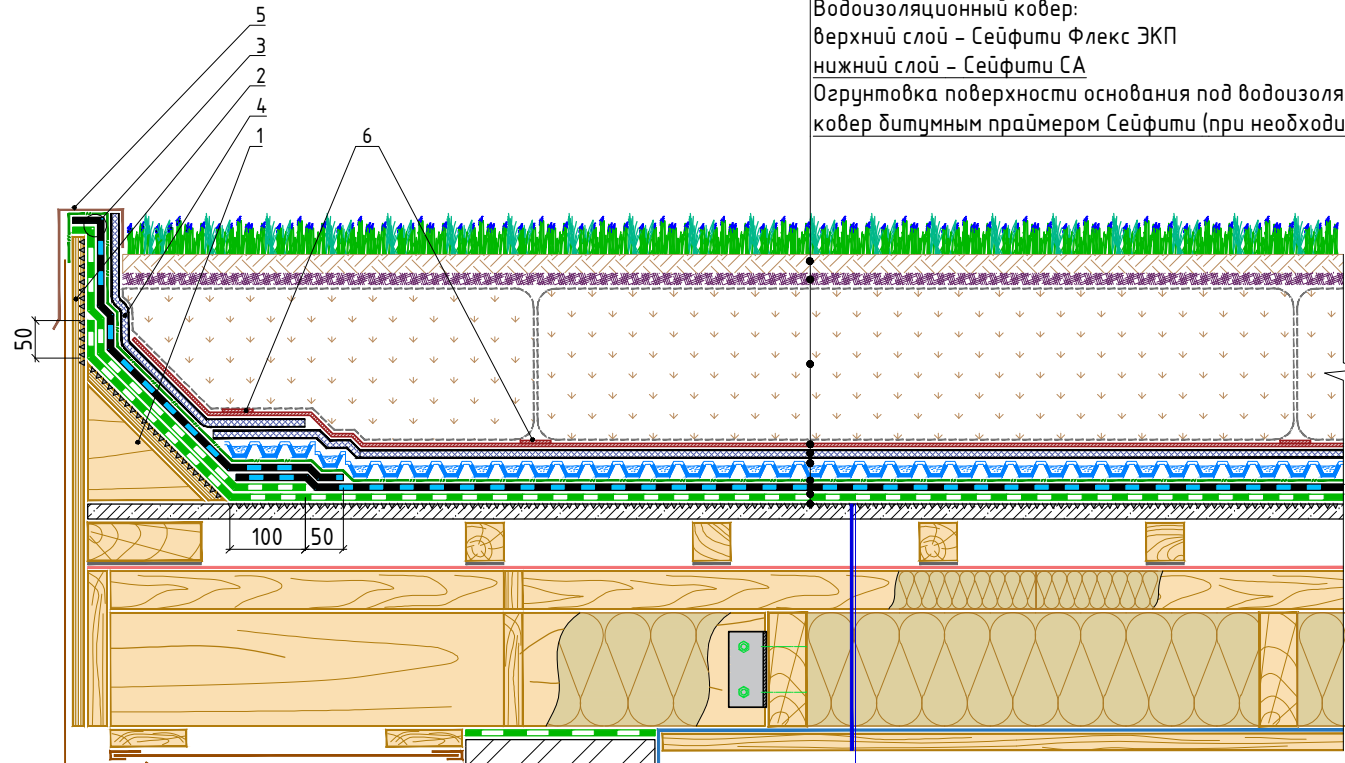 5
3
2
4
1
6
Водоизоляционный ковер:
верхний слой - Сейфити Флекс ЭКП
нижний слой - Сейфити СА
Огрунтовка поверхности основания под водоизоля
ковер битумным праймером Сейфити (при необходи
50
100
50